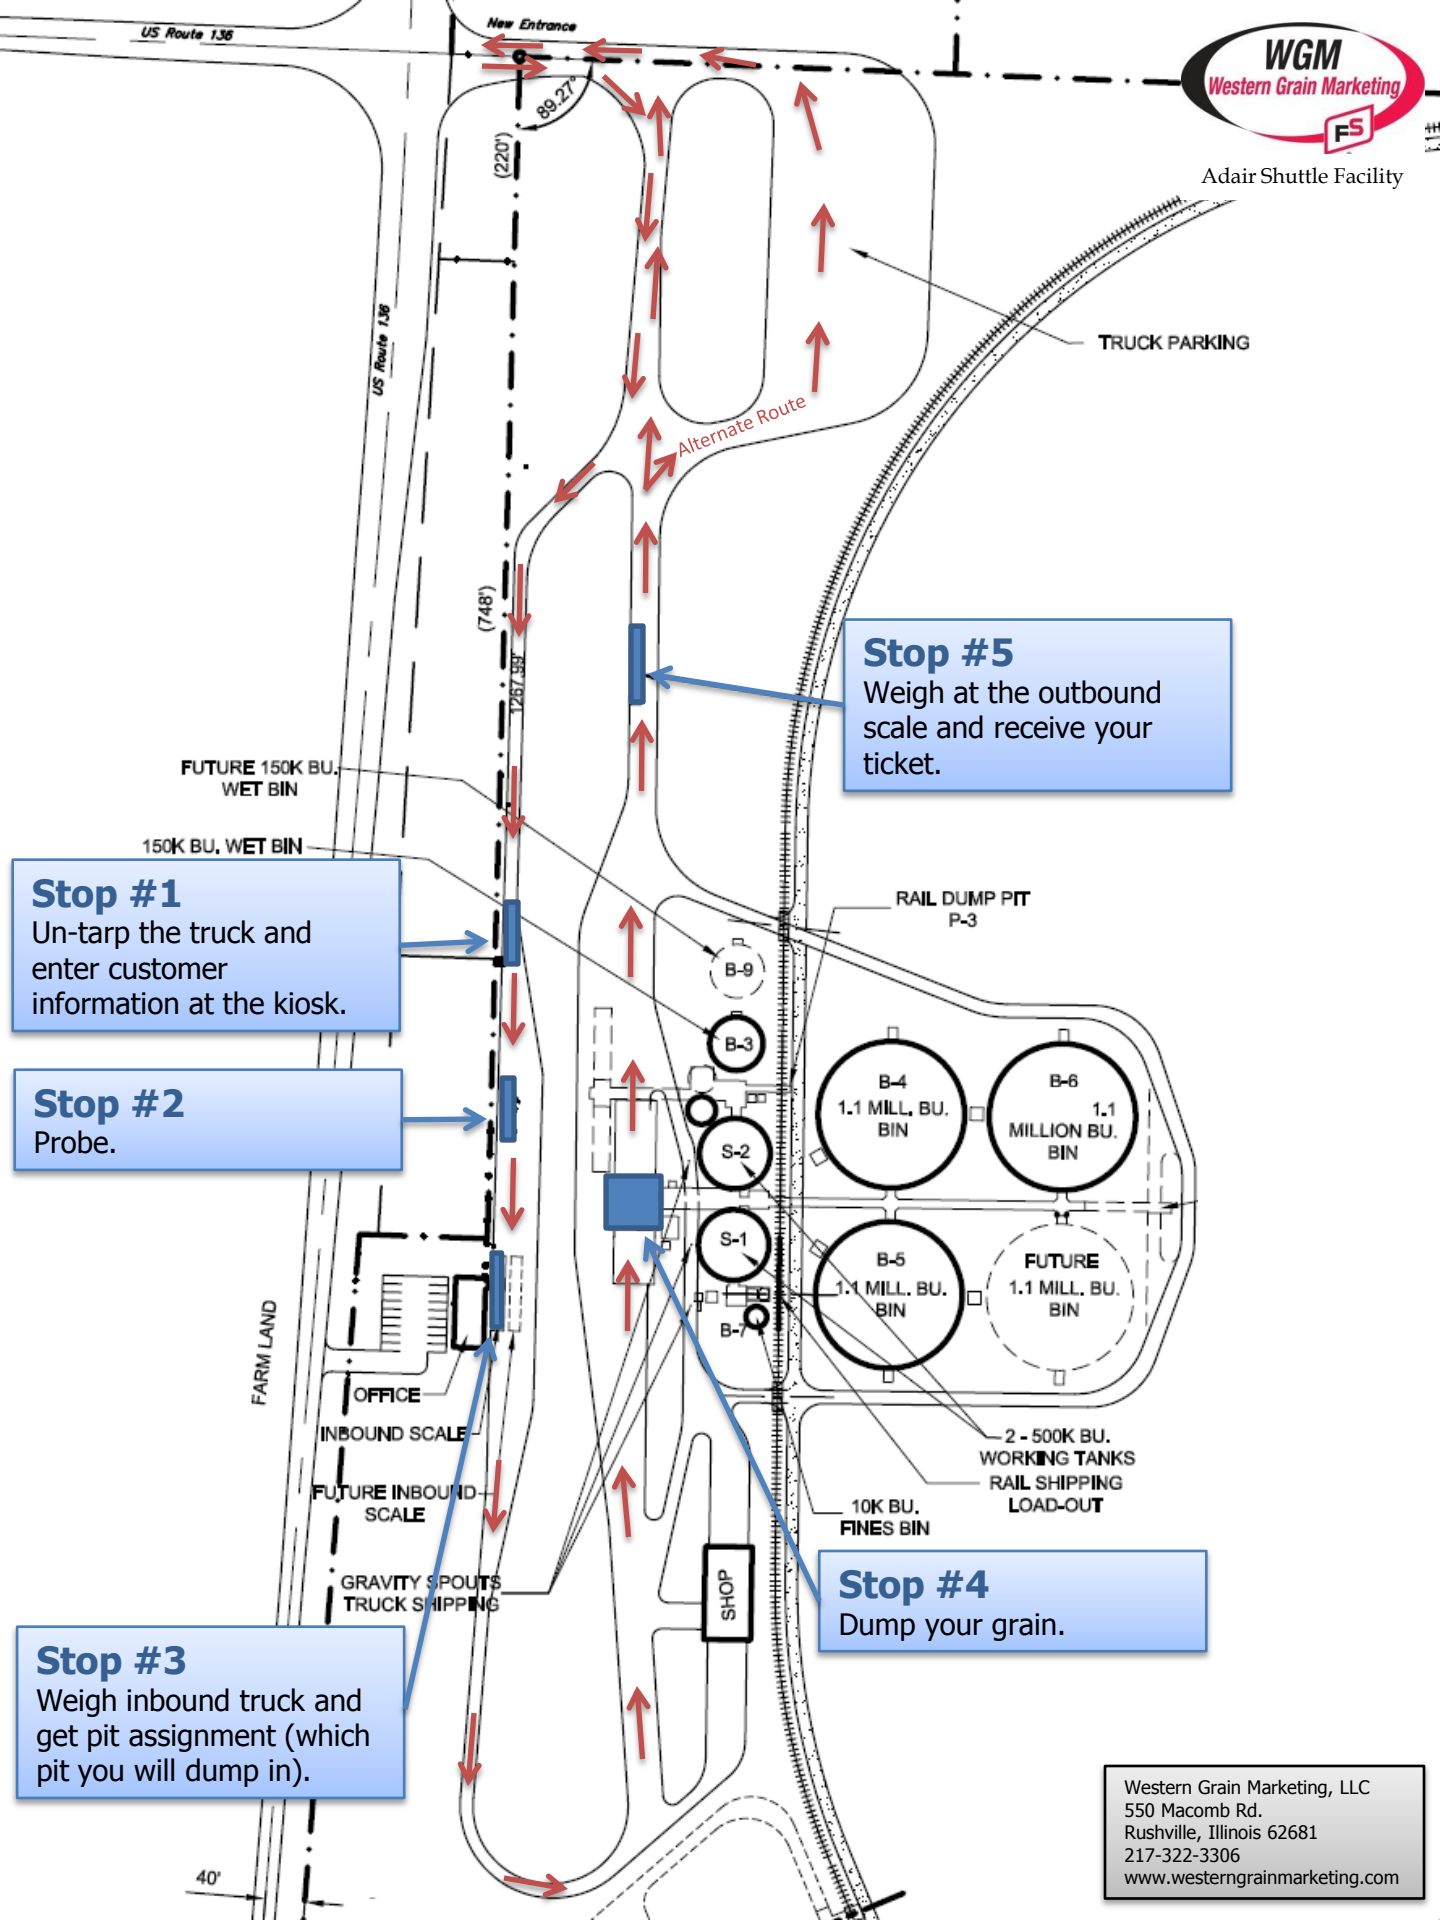 US Route 136
New Entrance
WGM
Western Grain Marketing
FS
Adair Shuttle Facility
89.27°
(220')
US Route 136
TRUCK PARKING
Alternate Route
(748')
1267.99'
Stop #5
Weigh at the outbound
scale and receive your
ticket.
FUTURE 150K BU.
WET BIN
150K BU. WET BIN
Stop #1
Un-tarp the truck and
enter customer
information at the kiosk.
RAIL DUMP PIT
P-3
B-9
B-3
B-4
1.1 MILL. BU.
BIN
B-6
1.1
MILLION BU.
BIN
Stop #2
Probe.
S-2
S-1
B-5
1.1 MILL. BU.
BIN
FUTURE
1.1 MILL. BU.
BIN
B-7
FARM LAND
OFFICE
INBOUND SCALE
FUTURE INBOUND
SCALE
2 - 500K BU.
WORKING TANKS
RAIL SHIPPING
LOAD-OUT
10K BU.
FINES BIN
GRAVITY SPOUTS
TRUCK SHIPPING
SHOP
Stop #4
Dump your grain.
Stop #3
Weigh inbound truck and
get pit assignment (which
pit you will dump in).
40'
Western Grain Marketing, LLC
550 Macomb Rd.
Rushville, Illinois 62681
217-322-3306
www.westerngrainmarketing.com